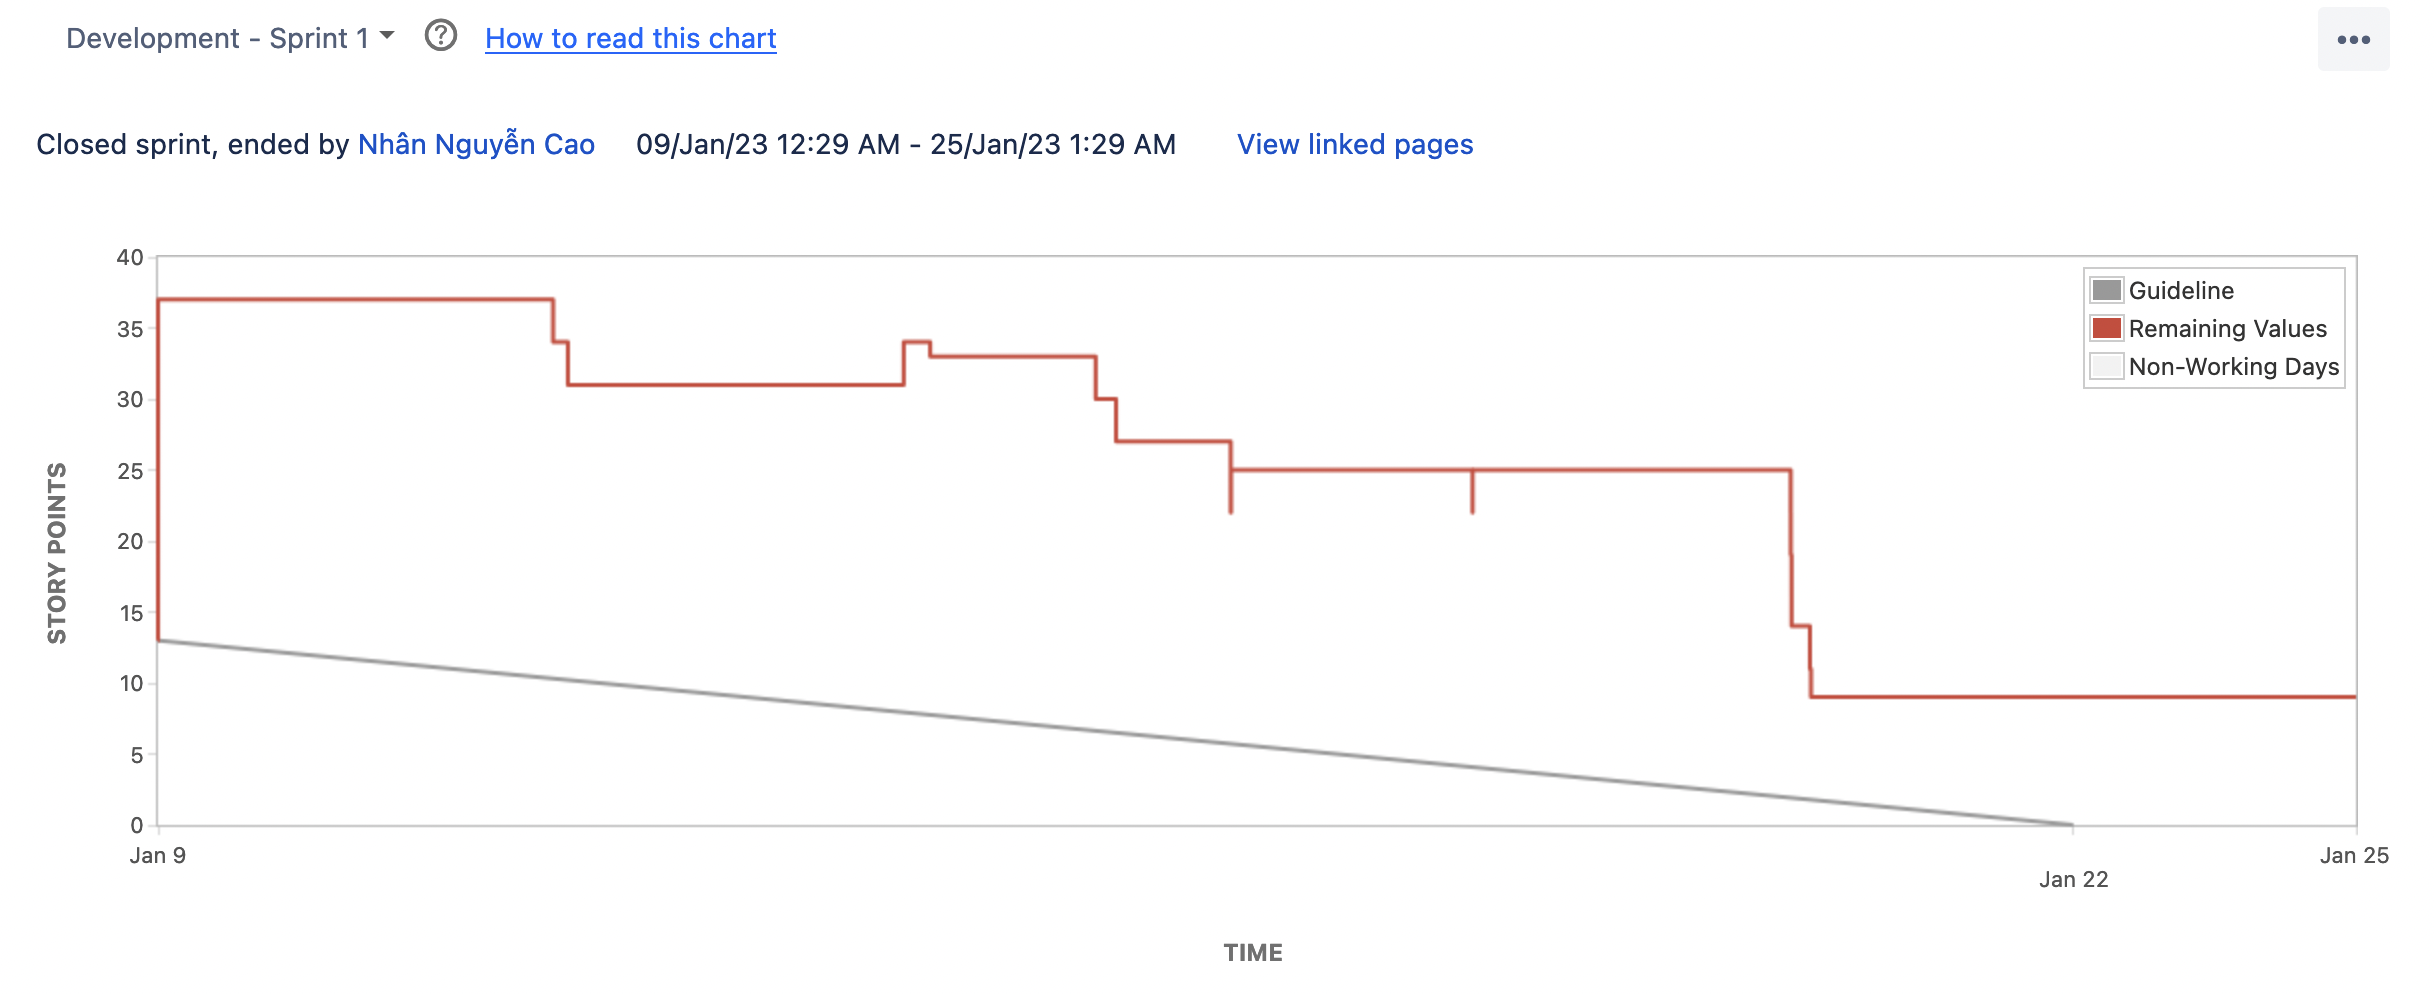 Development - Sprint 1 How to read this chart
Closed sprint, ended by Nhân Nguyễn Cao 09/Jan/23 12:29 AM - 25/Jan/23 1:29 AM View linked pages
40
35
30
25
20
15
10
5
0
STORY POINTS
Guideline
Remaining Values
Non-Working Days
Jan 9
Jan 22
Jan 25
TIME